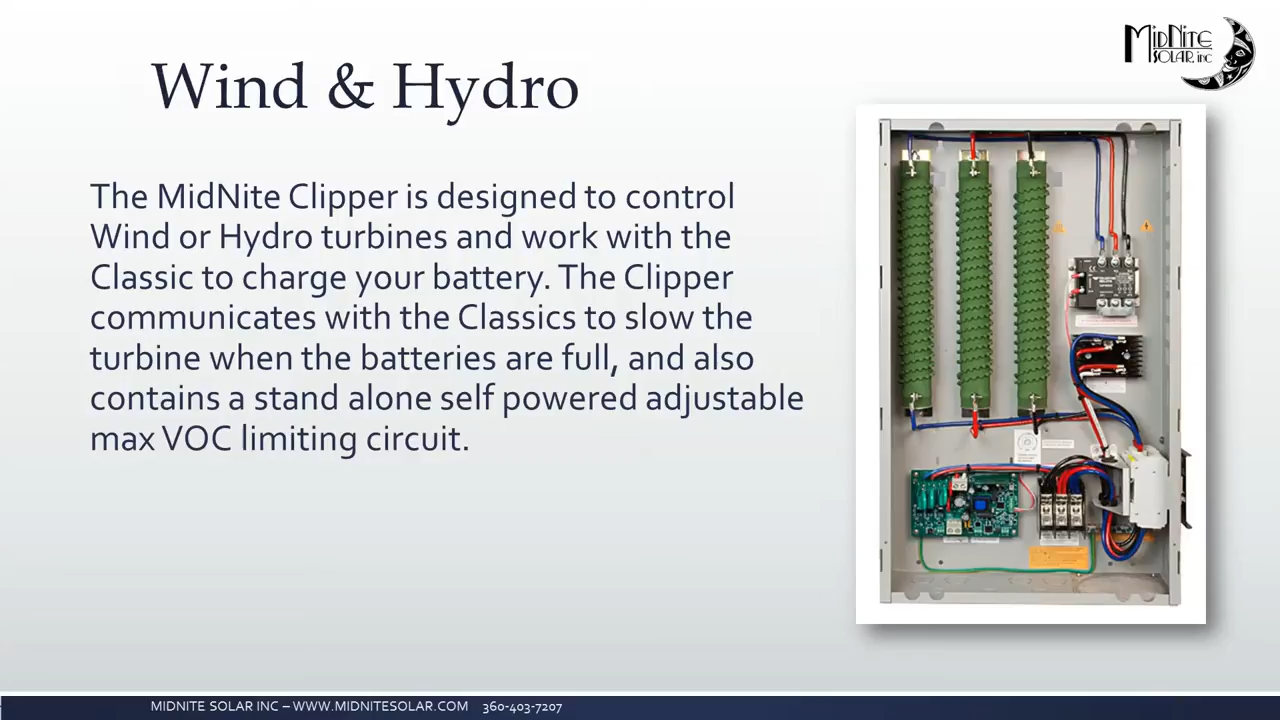 MIDNITE
SOLAR, INC
Wind & Hydro
The MidNite Clipper is designed to control
Wind or Hydro turbines and work with the
Classic to charge your battery. The Clipper
communicates with the Classics to slow the
turbine when the batteries are full, and also
contains a stand alone self powered adjustable
max VOC limiting circuit.
MIDNITE SOLAR INC – WWW.MIDNITESOLAR.COM 360-403-7207